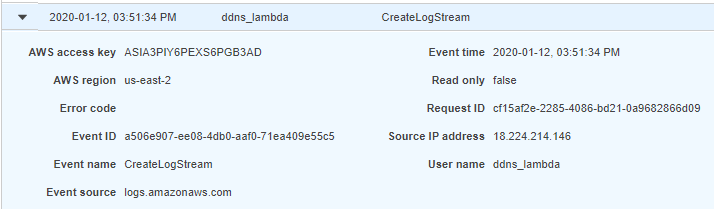 2020-01-12, 03:51:34 PM ddns_lambda CreateLogStream
AWS access key ASIA3PIY6PEXS6PGB3AD Event time 2020-01-12, 03:51:34 PM
AWS region us-east-2 Read only false
Error code Request ID cf15af2e-2285-4086-bd21-0a9682866d09
Event ID a506e907-ee08-4db0-aaf0-71ea409e55c5 Source IP address 18.224.214.146
Event name CreateLogStream User name ddns_lambda
Event source logs.amazonaws.com